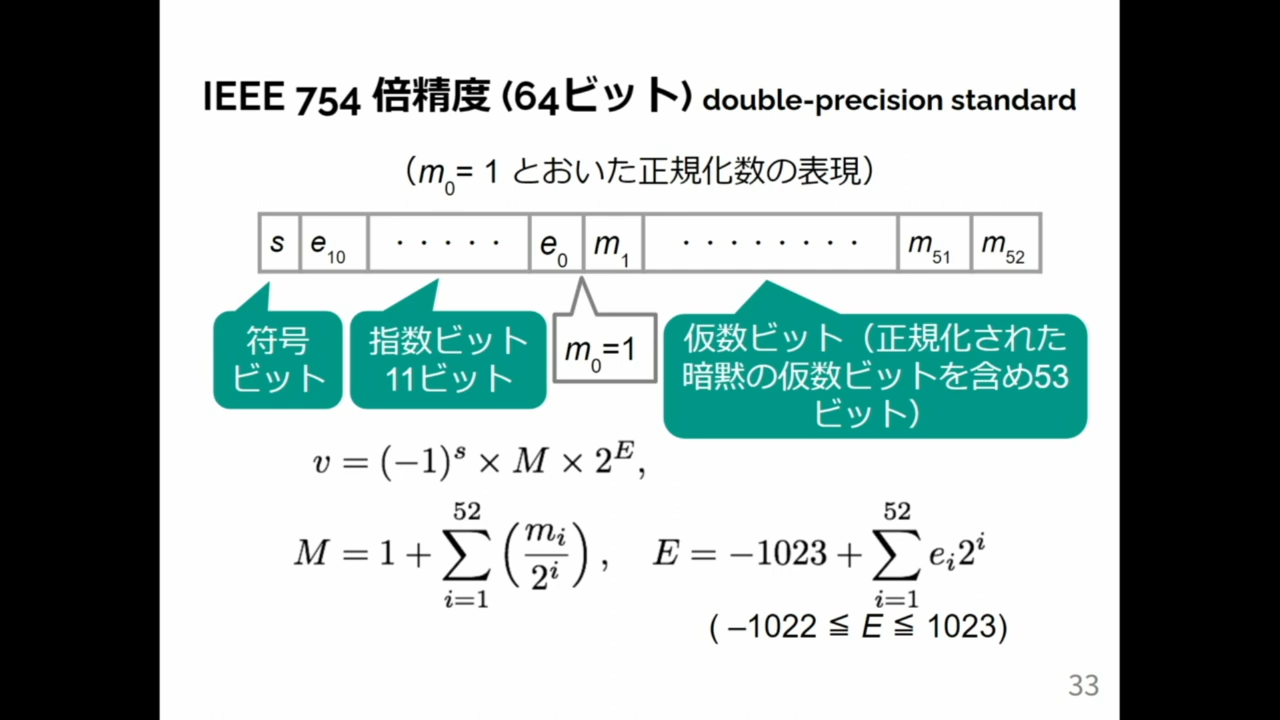 IEEE 754 倍精度 (64ビット) double-precision standard
（m₀= 1 とおいた正規化数の表現）
s e₁₀ ・・・・・ e₀ m₁ ・・・・・・・・ m₅₁ m₅₂
符号
ビット
指数ビット
11ビット
m₀=1
仮数ビット（正規化された
暗黙の仮数ビットを含め53
ビット）
v = (−1)^s × M × 2^E,
M = 1 + ∑_{i=1}^{52} (m_i / 2^i), E = −1023 + ∑_{i=1}^{52} e_i 2^i
( –1022 ≦ E ≦ 1023)
33